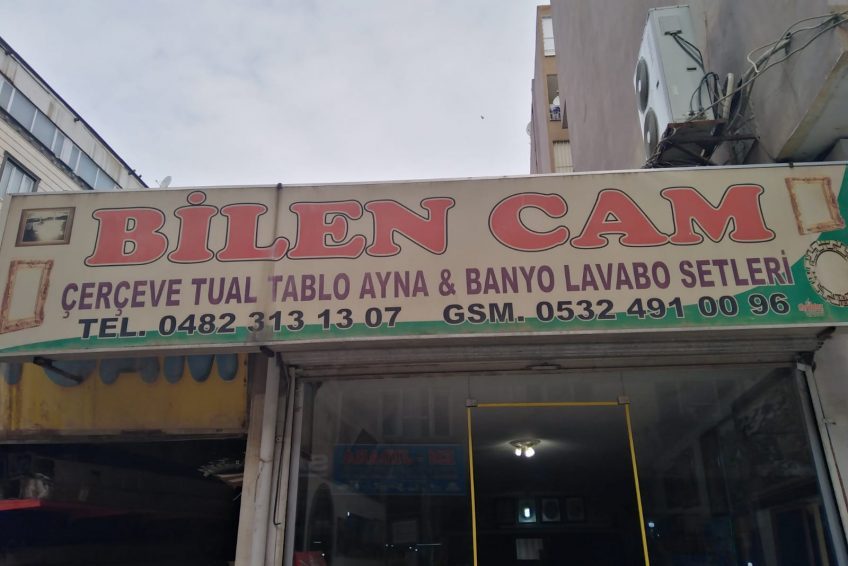 BİLEN CAM
ÇERÇEVE TUAL TABLO AYNA & BANYO LAVABO SETLERİ
TEL. 0482 313 13 07 GSM. 0532 491 00 96